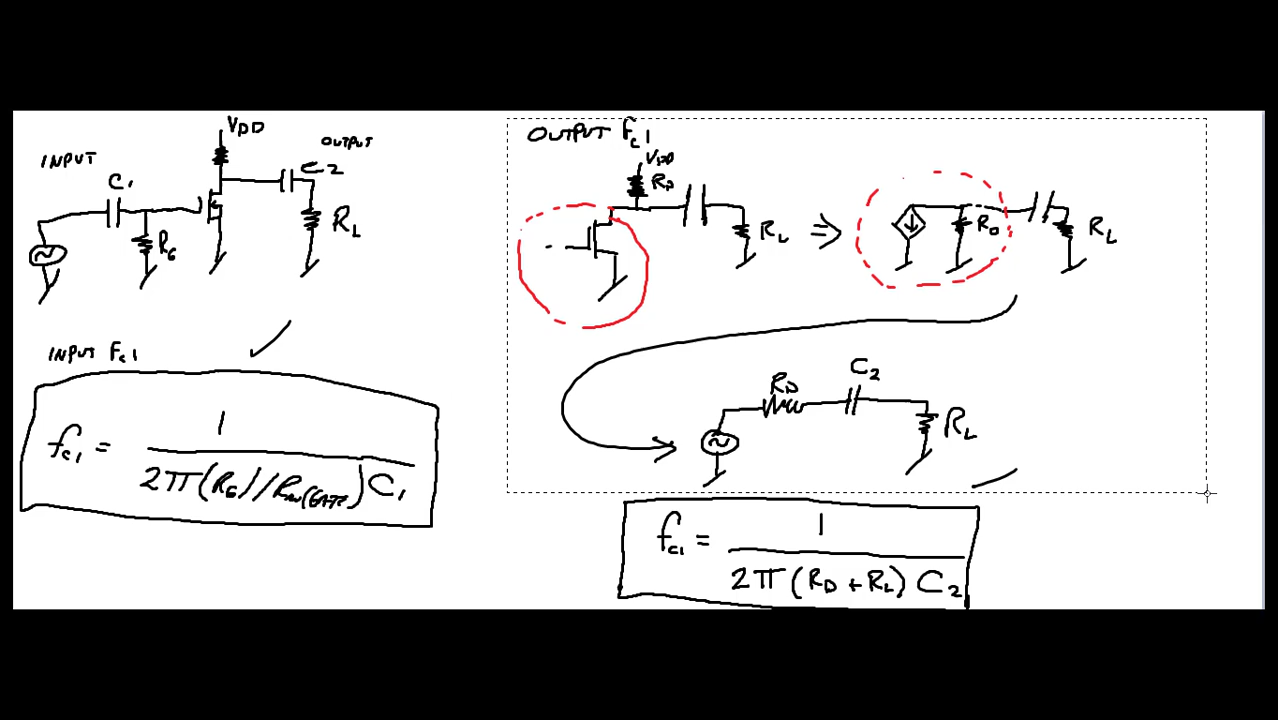 VDD
OUTPUT
INPUT
C1
C2
RG
RL
INPUT Fc1
fc1 = 1
2π(RG)//RIN(GATE))C1
OUTPUT Fc1
VDD
RD
RL
⇒
RD
RL
RD
C2
RL
fc1 = 1
2π(RD+RL)C2